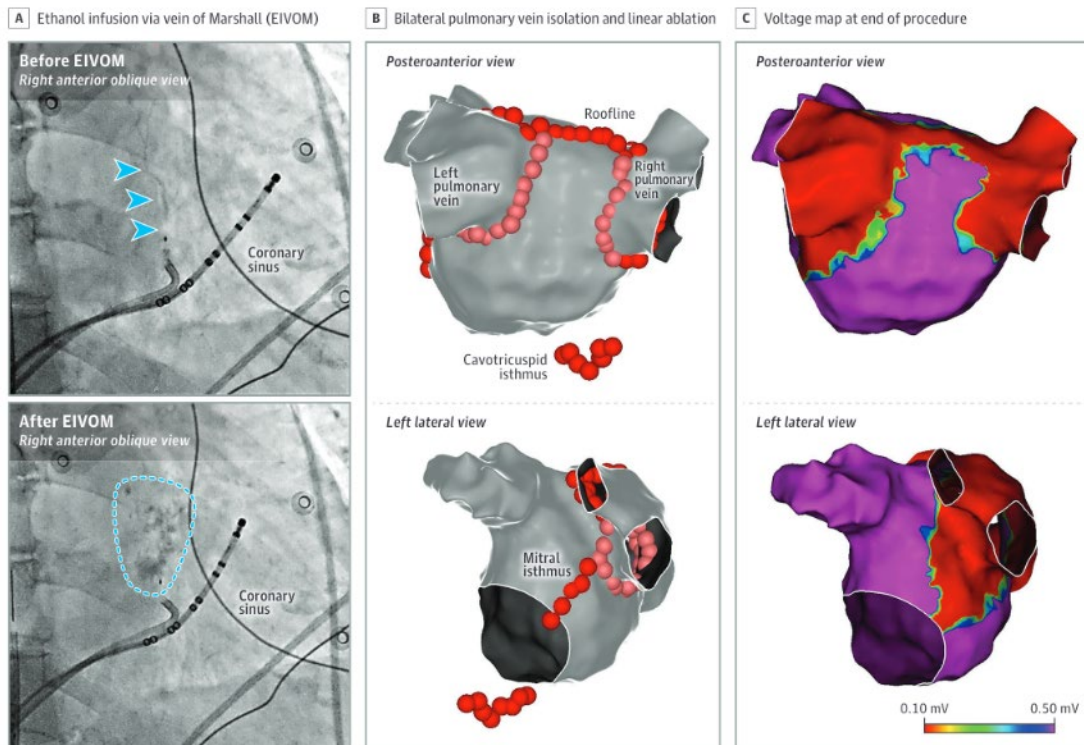 A Ethanol infusion via vein of Marshall (EIVOM)
Before EIVOM
Right anterior oblique view
Coronary
sinus
After EIVOM
Right anterior oblique view
Coronary
sinus
B Bilateral pulmonary vein isolation and linear ablation
Posteroanterior view
Roofline
Left
pulmonary
vein
Right
pulmonary
vein
Cavotricuspid
isthmus
Left lateral view
Mitral
isthmus
C Voltage map at end of procedure
Posteroanterior view
Left lateral view
0.10 mV
0.50 mV